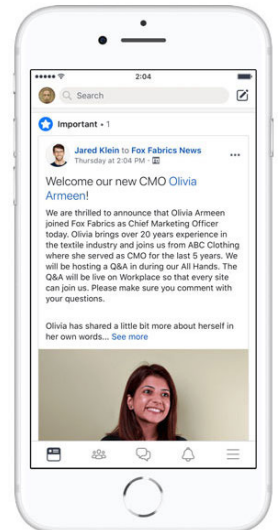 2:04
Search
Important • 1
Jared Klein to Fox Fabrics News
Thursday at 2:04 PM •
Welcome our new CMO Olivia
Armeen!
We are thrilled to announce that Olivia Armeen
joined Fox Fabrics as Chief Marketing Officer
today. Olivia brings over 20 years experience in
the textile industry and joins us from ABC Clothing
where she served as CMO for the last 5 years. We
will be hosting a Q&A in during our All Hands. The
Q&A will be live on Workplace so that every site
can join us. Please make sure you comment with
your questions.
Olivia has shared a little bit more about herself in
her own words... See more